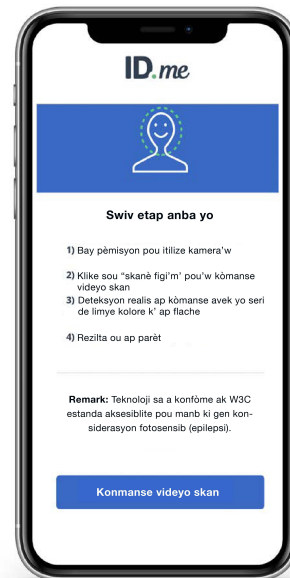 ID.me
Swiv etap anba yo
1) Bay pèmisyon pou itilize kamera'w
2) Klike sou “skanè figi'm’ pou'w kòmanse
videyo skan
3) Deteksyon realis ap kòmanse avek yo seri
de limye kolore k’ ap flache
4) Rezilta ou ap parèt
Remark: Teknoloji sa a konfòme ak W3C
estanda aksesiblite pou manb ki gen kon-
siderasyon fotosensib (epilepsi).
Konmanse videyo skan